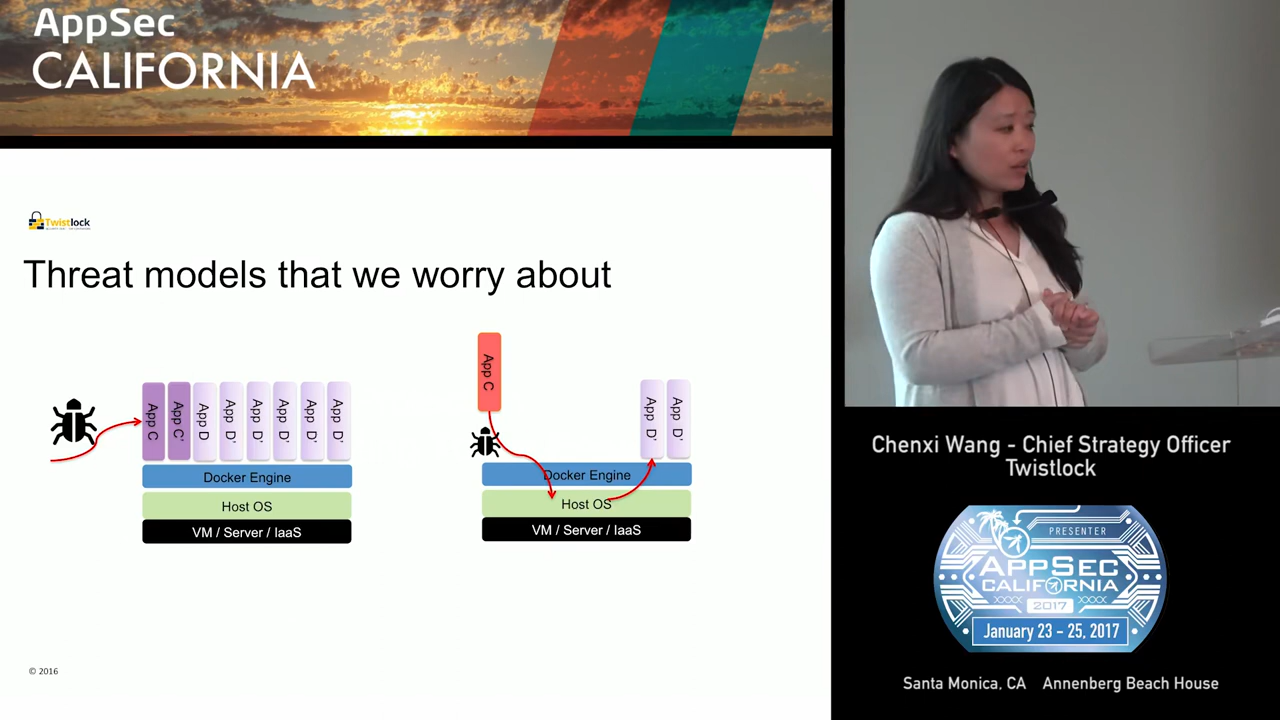 AppSec
CALIFORNIA
Twistlock
Threat models that we worry about
App C
App C'
App D
App D'
App D'
App D'
App D'
App D'
Docker Engine
Host OS
VM / Server / IaaS
App C
App D'
App D'
Docker Engine
Host OS
VM / Server / IaaS
© 2016
Chenxi Wang - Chief Strategy Officer
Twistlock
PRESENTER
APPSEC
CALIFORNIA
2017
January 23 - 25, 2017
Santa Monica, CA Annenberg Beach House